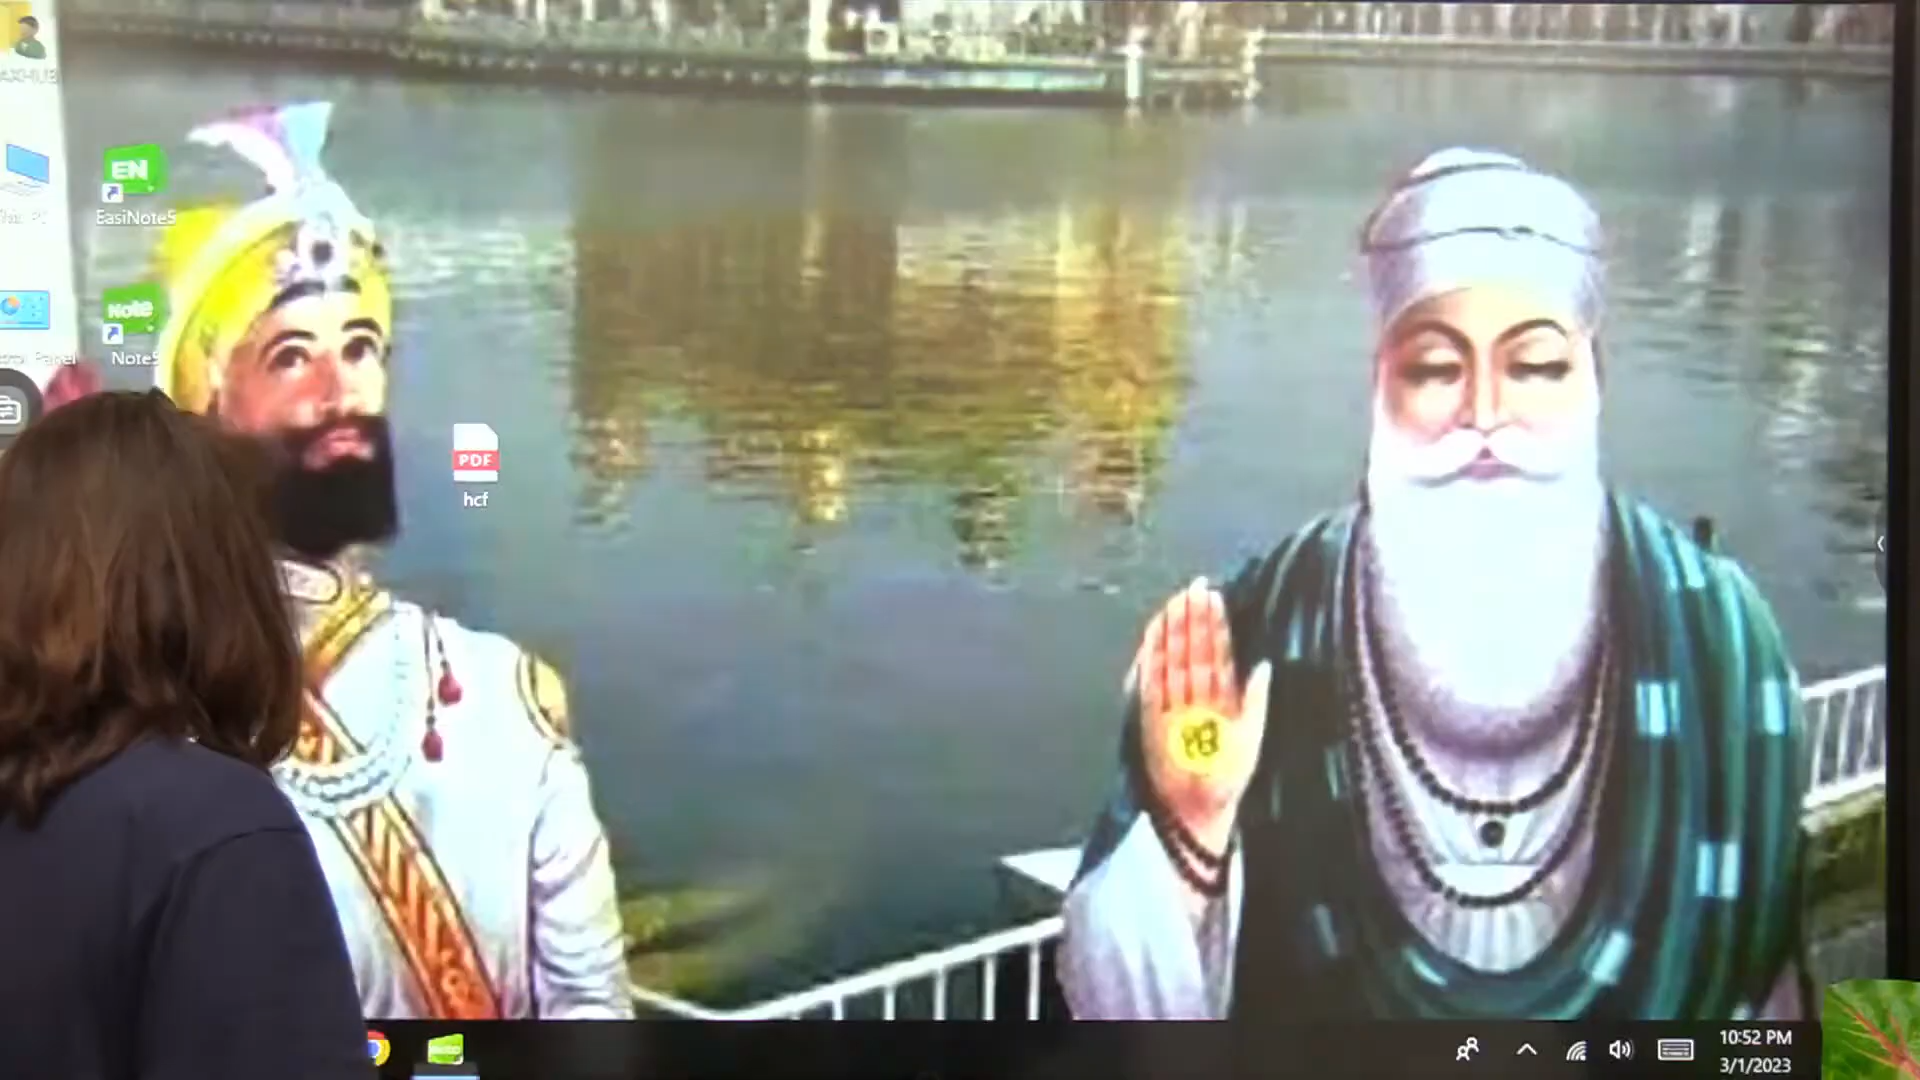 EN
EasiNote5
Note
Note5
PDF
hcf
ੴ
10:52 PM
3/1/2023